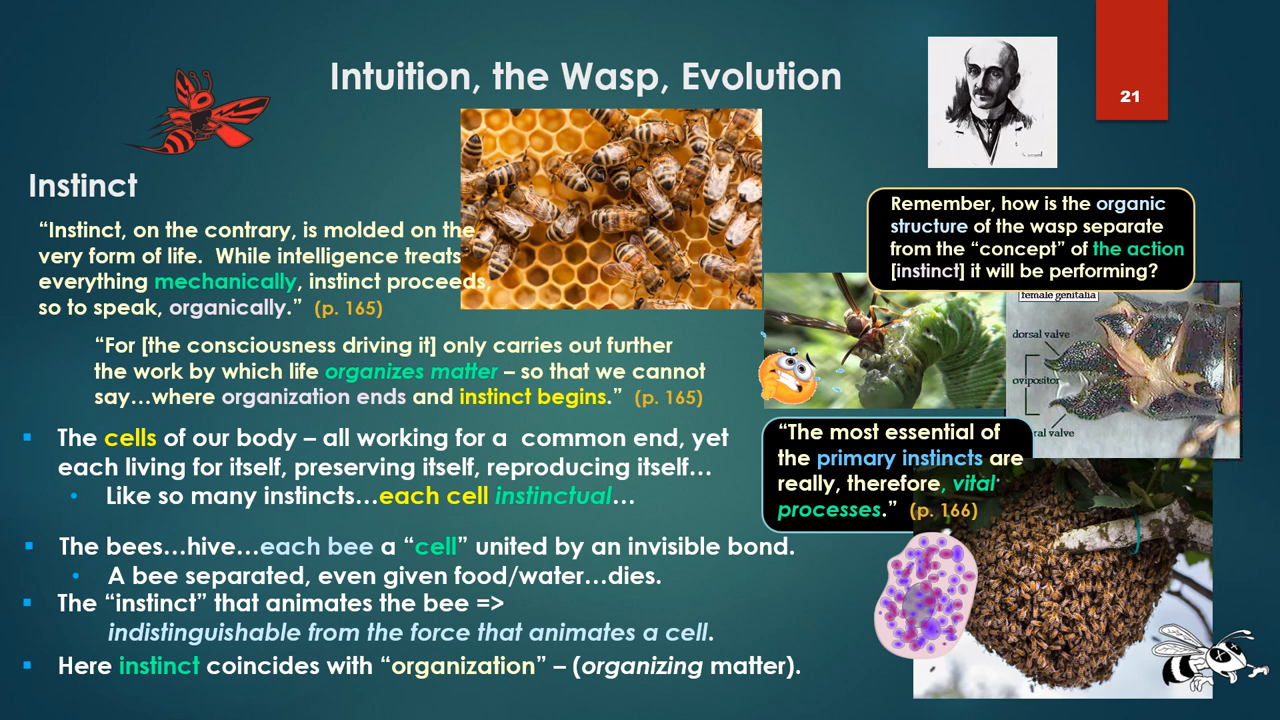 Intuition, the Wasp, Evolution
21
Instinct
“Instinct, on the contrary, is molded on the
very form of life.  While intelligence treats
everything mechanically, instinct proceeds,
so to speak, organically.”  (p. 165)
“For [the consciousness driving it] only carries out further
the work by which life organizes matter – so that we cannot
say…where organization ends and instinct begins.”  (p. 165)
▪ The cells of our body – all working for a  common end, yet
each living for itself, preserving itself, reproducing itself…
• Like so many instincts…each cell instinctual…
▪ The bees…hive…each bee a “cell” united by an invisible bond.
• A bee separated, even given food/water…dies.
▪ The “instinct” that animates the bee =>
indistinguishable from the force that animates a cell.
▪ Here instinct coincides with “organization” – (organizing matter).
Remember, how is the organic
structure of the wasp separate
from the “concept” of the action
[instinct] it will be performing?
female genitalia
dorsal valve
ovipositor
valve
“The most essential of
the primary instincts are
really, therefore, vital
processes.”  (p. 166)